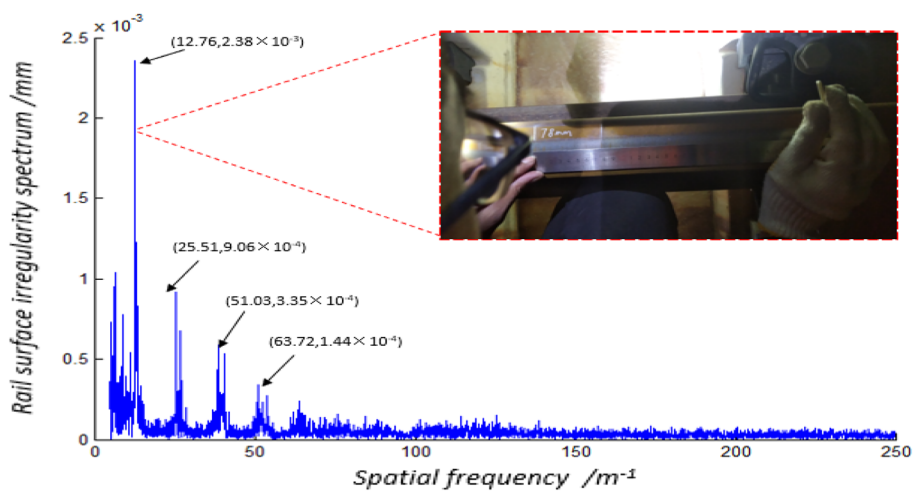 × 10⁻³
2.5
2
1.5
1
0.5
0
Rail surface irregularity spectrum /mm
(12.76,2.38×10⁻³)
(25.51,9.06×10⁻⁴)
(51.03,3.35×10⁻⁴)
(63.72,1.44×10⁻⁴)
78mm
0 50 100 150 200 250
Spatial frequency /m⁻¹